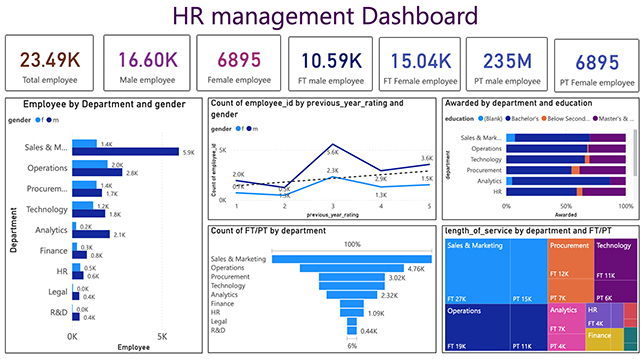 HR management Dashboard
23.49K
Total employee
16.60K
Male employee
6895
Female employee
10.59K
FT male employee
15.04K
FT Female employee
235M
PT male employee
6895
PT Female employee
Employee by Department and gender
gender f m
Department
Sales & M...
1.4K
5.9K
Operations
2.0K
2.8K
Procurem...
1.4K
1.7K
Technology
1.2K
1.8K
Analytics
0.2K
2.1K
Finance
0.3K
0.8K
HR
0.5K
0.6K
Legal
0.0K
0.4K
R&D
0.0K
0.4K
0K 5K
Employee
Count of employee_id by previous_year_rating and
gender
gender f m
Count of employee_id
5K
0K
2.0K
0.5K
5.6K
2.3K
2.9K
1.3K
3.6K
1.5K
1 2 3 4 5
previous_year_rating
Count of FT/PT by department
100%
Sales & Marketing
Operations 4.76K
Procurement 3.02K
Technology
Analytics 2.32K
Finance
HR 1.09K
Legal
R&D 0.44K
6%
Awarded by department and education
education (Blank) Bachelor's Below Second... Master's & ...
department
Sales & Mark...
Operations
Technology
Procurement
Analytics
HR
0% 50% 100%
Awarded
length_of_service by department and FT/PT
Sales & Marketing
FT 27K
PT 15K
Operations
FT 19K
PT 11K
Procurement
FT 12K
PT 7K
Technology
FT 11K
PT 6K
Analytics
FT 7K
PT 4K
HR
FT 4K
Finance